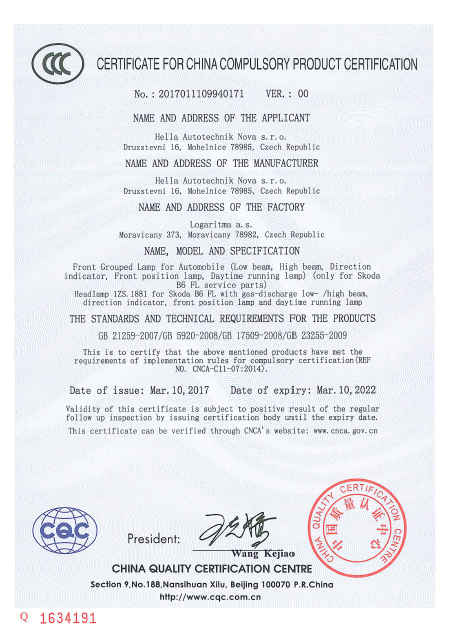 CCC
CERTIFICATE FOR CHINA COMPULSORY PRODUCT CERTIFICATION
No.: 2017011109940171 VER.: 00
NAME AND ADDRESS OF THE APPLICANT
Hella Autotechnik Nova s.r.o.
Druzstevni 16, Mohelnice 78985, Czech Republic
NAME AND ADDRESS OF THE MANUFACTURER
Hella Autotechnik Nova s.r.o.
Druzstevni 16, Mohelnice 78985, Czech Republic
NAME AND ADDRESS OF THE FACTORY
Logaritma a.s.
Moravicany 373, Moravicany 78982, Czech Republic
NAME, MODEL AND SPECIFICATION
Front Grouped Lamp for Automobile (Low beam, High beam, Direction
indicator, Front position lamp, Daytime running lamp) (only for Skoda
B6 FL service parts)
Headlamp 1ZS.1881 for Skoda B6 FL with gas-discharge low- /high beam,
direction indicator, front position lamp and daytime running lamp
THE STANDARDS AND TECHNICAL REQUIREMENTS FOR THE PRODUCTS
GB 21259-2007/GB 5920-2008/GB 17509-2008/GB 23255-2009
This is to certify that the above mentioned products have met the
requirements of implementation rules for compulsory certification(REF
NO. CNCA-C11-07:2014).
Date of issue: Mar.10,2017 Date of expiry: Mar.10,2022
Validity of this certificate is subject to positive result of the regular
follow up inspection by issuing certification body until the expiry date.
This certificate can be verified through CNCA's website: www.cnca.gov.cn
CHINA QUALITY CERTIFICATION CENTRE
中国质量认证中心
CQC
President:
Wang Kejiao
CHINA QUALITY CERTIFICATION CENTRE
Section 9,No.188,Nansihuan Xilu, Beijing 100070 P.R.China
http://www.cqc.com.cn
Q 1634191